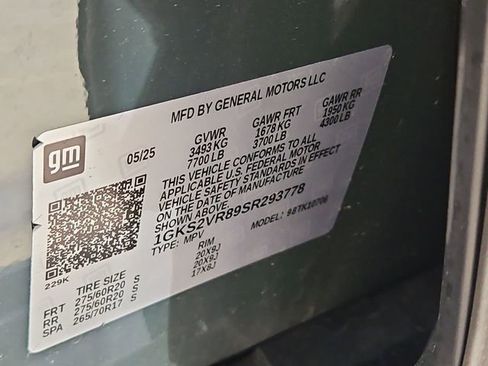 MFD BY GENERAL MOTORS LLC
gm
05/25 GVWR GAWR FRT GAWR RR
3493 KG 1678 KG 1950 KG
7700 LB 3700 LB 4300 LB
THIS VEHICLE CONFORMS TO ALL
APPLICABLE U.S. FEDERAL MOTOR
VEHICLE SAFETY STANDARDS IN EFFECT
ON THE DATE OF MANUFACTURE
SHOWN ABOVE.
1GKS2VR89SR293778
TYPE: MPV MODEL: 98TK10706
229K
TIRE SIZE RIM
FRT 275/60R20 S 20X9J
RR 275/60R20 S 20X9J
SPA 265/70R17 S 17X8J